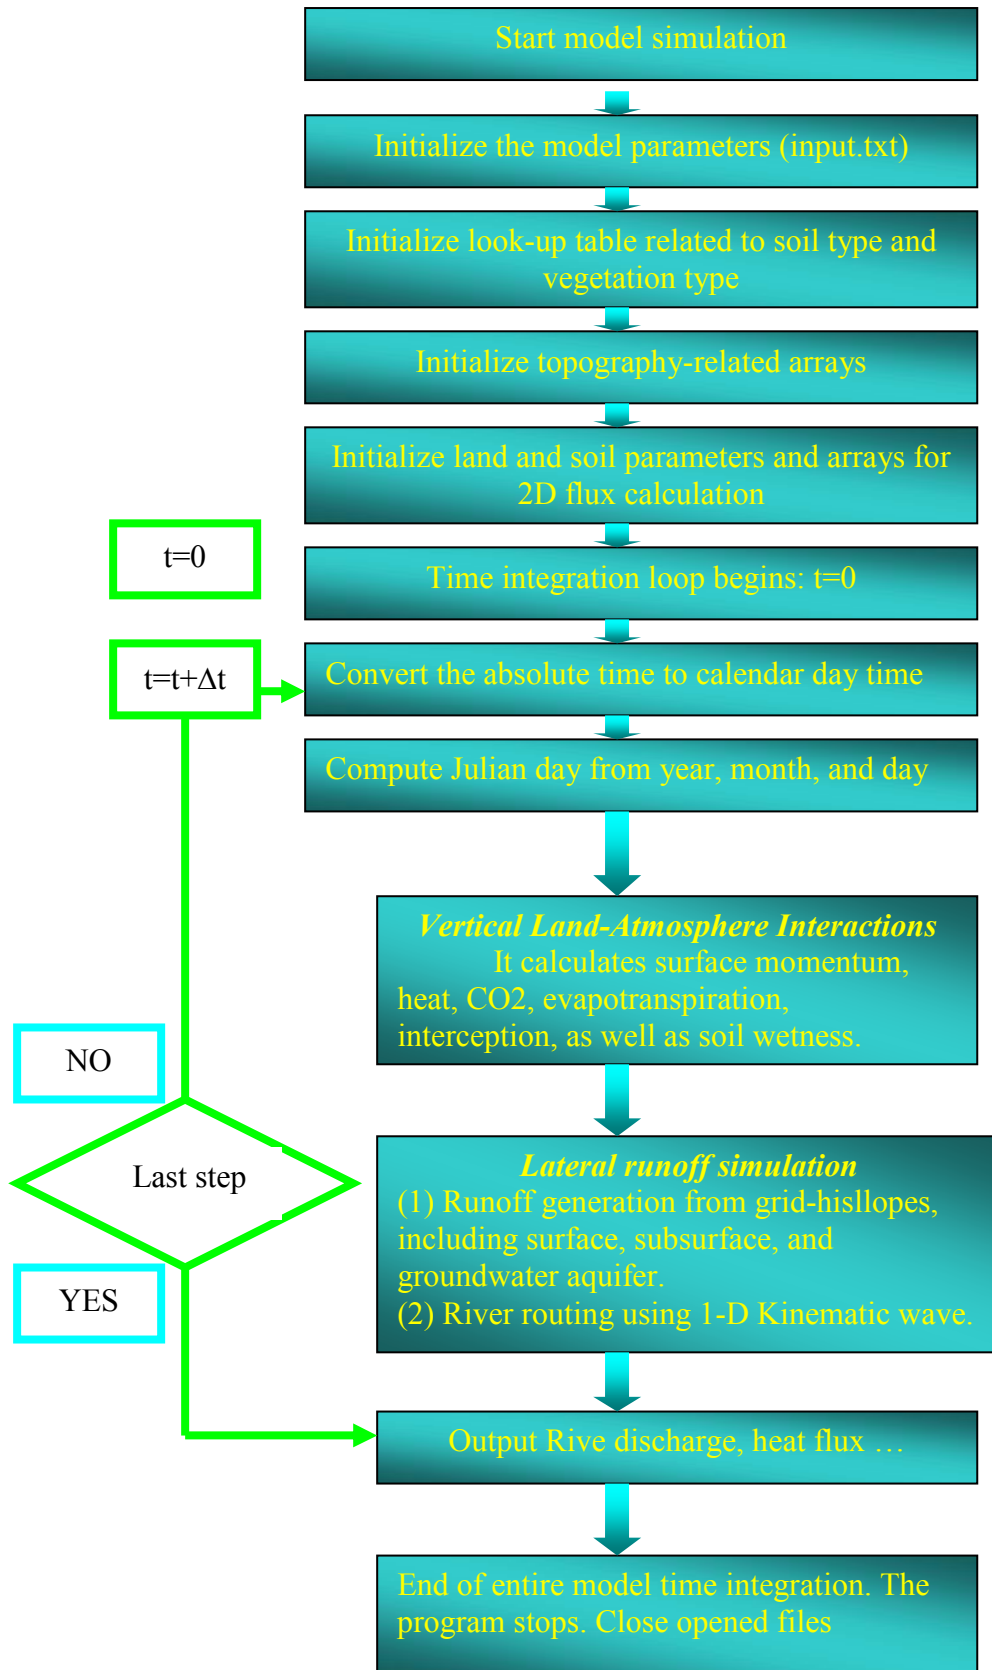 Start model simulation
Initialize the model parameters (input.txt)
Initialize look-up table related to soil type and
vegetation type
Initialize topography-related arrays
Initialize land and soil parameters and arrays for
2D flux calculation
t=0
Time integration loop begins: t=0
t=t+Δt
Convert the absolute time to calendar day time
Compute Julian day from year, month, and day
Vertical Land-Atmosphere Interactions
It calculates surface momentum,
heat, CO2, evapotranspiration,
interception, as well as soil wetness.
NO
Last step
YES
Lateral runoff simulation
(1) Runoff generation from grid-hisllopes,
including surface, subsurface, and
groundwater aquifer.
(2) River routing using 1-D Kinematic wave.
Output Rive discharge, heat flux …
End of entire model time integration. The
program stops. Close opened files